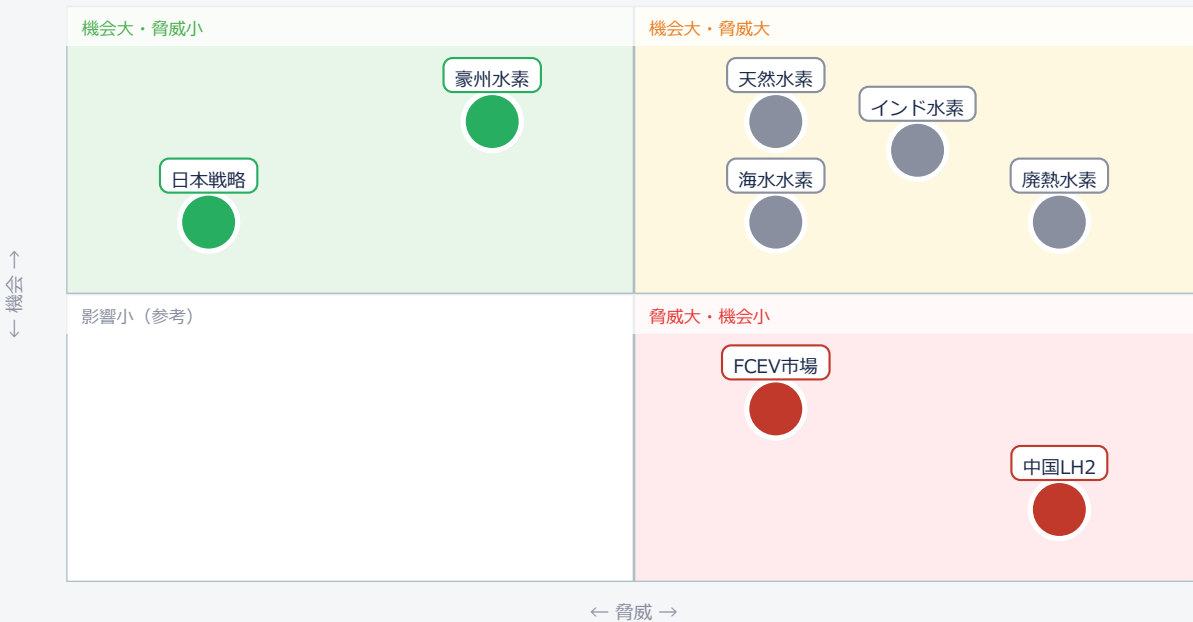 機会大・脅威小
豪州水素
日本戦略
機会大・脅威大
天然水素
インド水素
海水水素
廃熱水素
← 機会 →
影響小（参考）
脅威大・機会小
FCEV市場
中国LH2
← 脅威 →